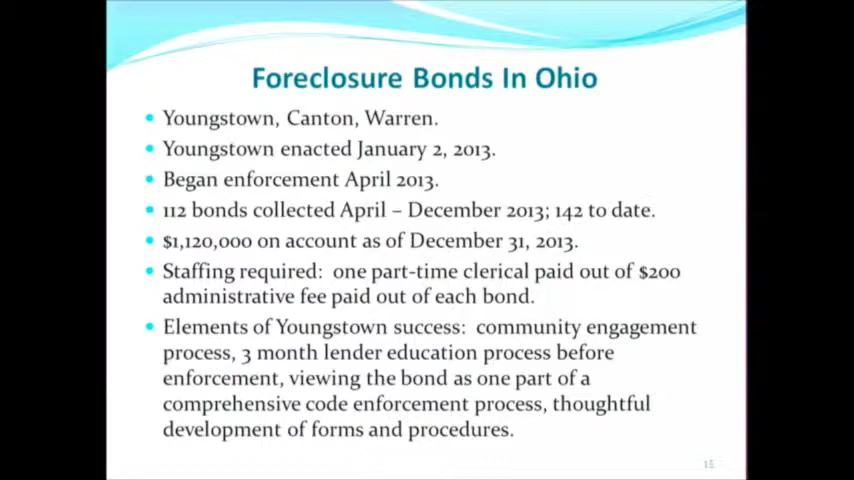 Foreclosure Bonds In Ohio
• Youngstown, Canton, Warren.
• Youngstown enacted January 2, 2013.
• Began enforcement April 2013.
• 112 bonds collected April – December 2013; 142 to date.
• $1,120,000 on account as of December 31, 2013.
• Staffing required:  one part-time clerical paid out of $200
administrative fee paid out of each bond.
• Elements of Youngstown success:  community engagement
process, 3 month lender education process before
enforcement, viewing the bond as one part of a
comprehensive code enforcement process, thoughtful
development of forms and procedures.
15